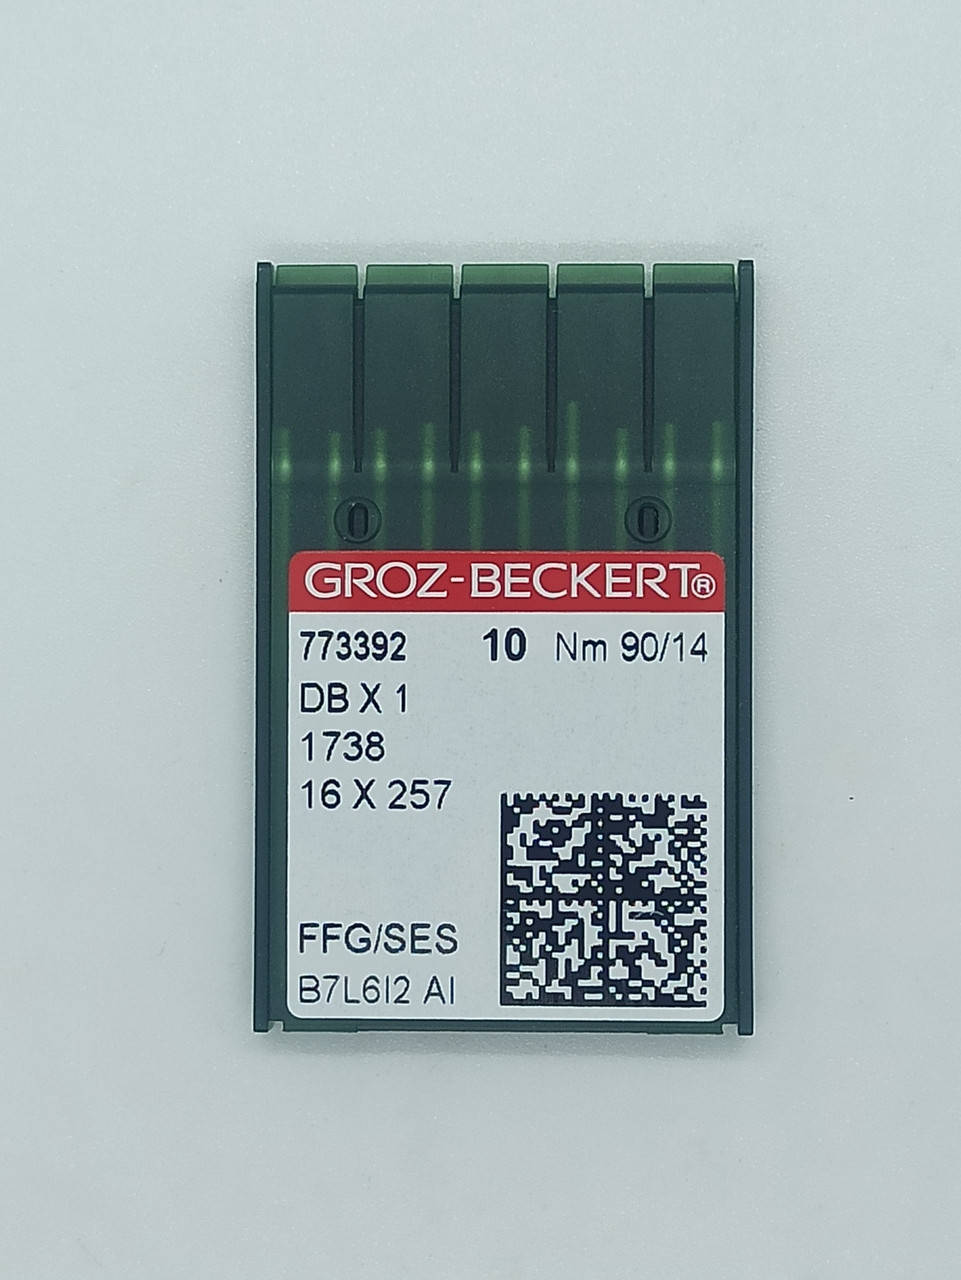 GROZ-BECKERT®
773392 10 Nm 90/14
DB X 1
1738
16 X 257
FFG/SES
B7L6I2 AI